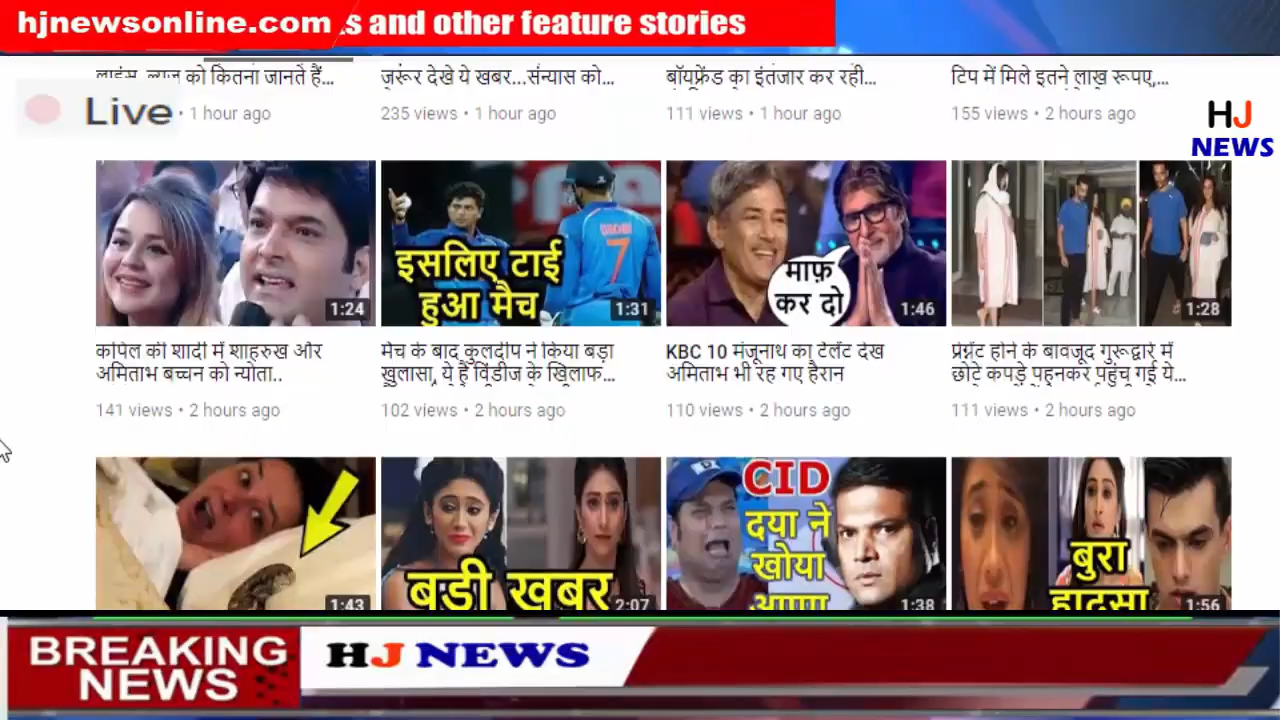 hjnewsonline.com
s and other feature stories
को कितना जानते हैं...
जरूर देखे ये खबर...संन्यास को...
बॉयफ्रेंड का इंतजार कर रही...
टिप में मिले इतने लाख रूपए,...
Live
• 1 hour ago
235 views • 1 hour ago
111 views • 1 hour ago
155 views • 2 hours ago
HJ
NEWS
1:24
7
इसलिए टाई
हुआ मैच
1:31
माफ़
कर दो
1:46
1:28
कपिल की शादी में शाहरुख और
अमिताभ बच्चन को न्योता..
मैच के बाद कुलदीप ने किया बड़ा
खुलासा, ये है विंडीज के खिलाफ...
KBC 10 मंजूनाथ का टैलेंट देख
अमिताभ भी रह गए हैरान
प्रेग्नेंट होने के बावजूद गुरूद्वारे में
छोटे कपड़े पहनकर पहुंच गई ये...
141 views • 2 hours ago
102 views • 2 hours ago
110 views • 2 hours ago
111 views • 2 hours ago
1:43
बडी खबर
2:07
CID
दया ने
खोया
1:38
बुरा
हादसा
1:56
BREAKING
NEWS
HJ NEWS